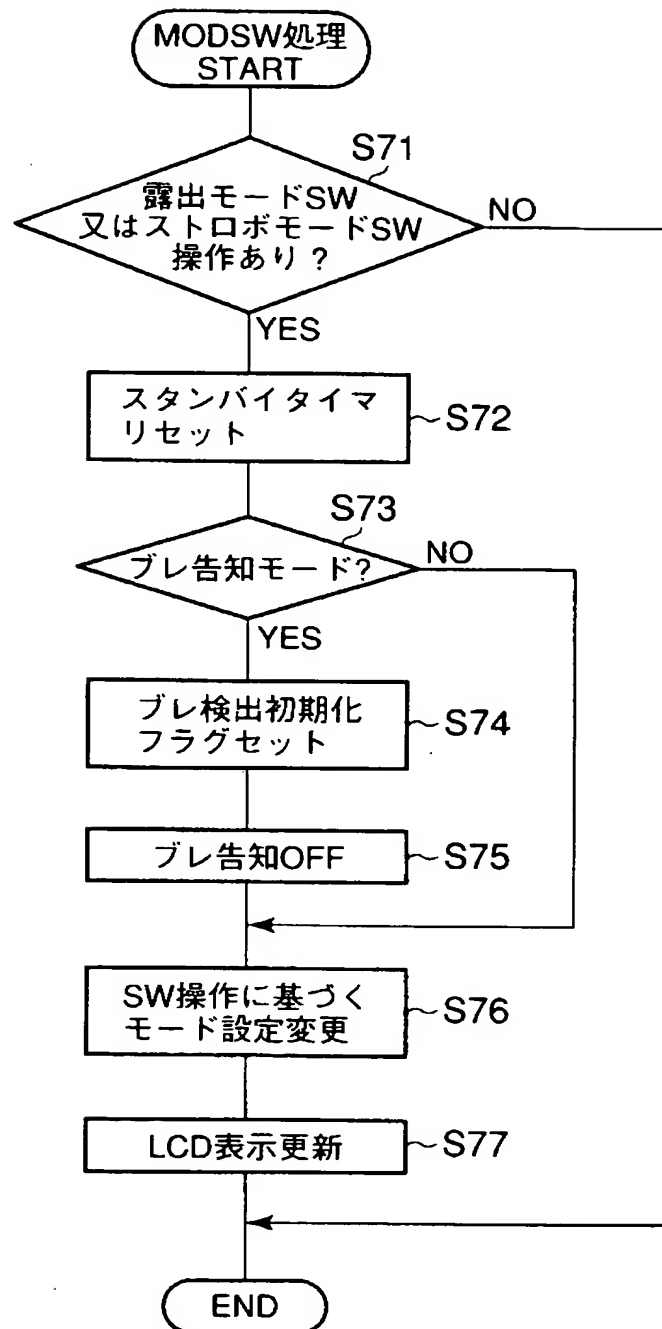 MODSW処理
START
S71
露出モードSW
又はストロボモードSW
操作あり?
NO
YES
スタンバイタイマ
リセット
S72
S73
ブレ告知モード?
NO
YES
ブレ検出初期化
フラグセット
S74
ブレ告知OFF
S75
SW操作に基づく
モード設定変更
S76
LCD表示更新
S77
END